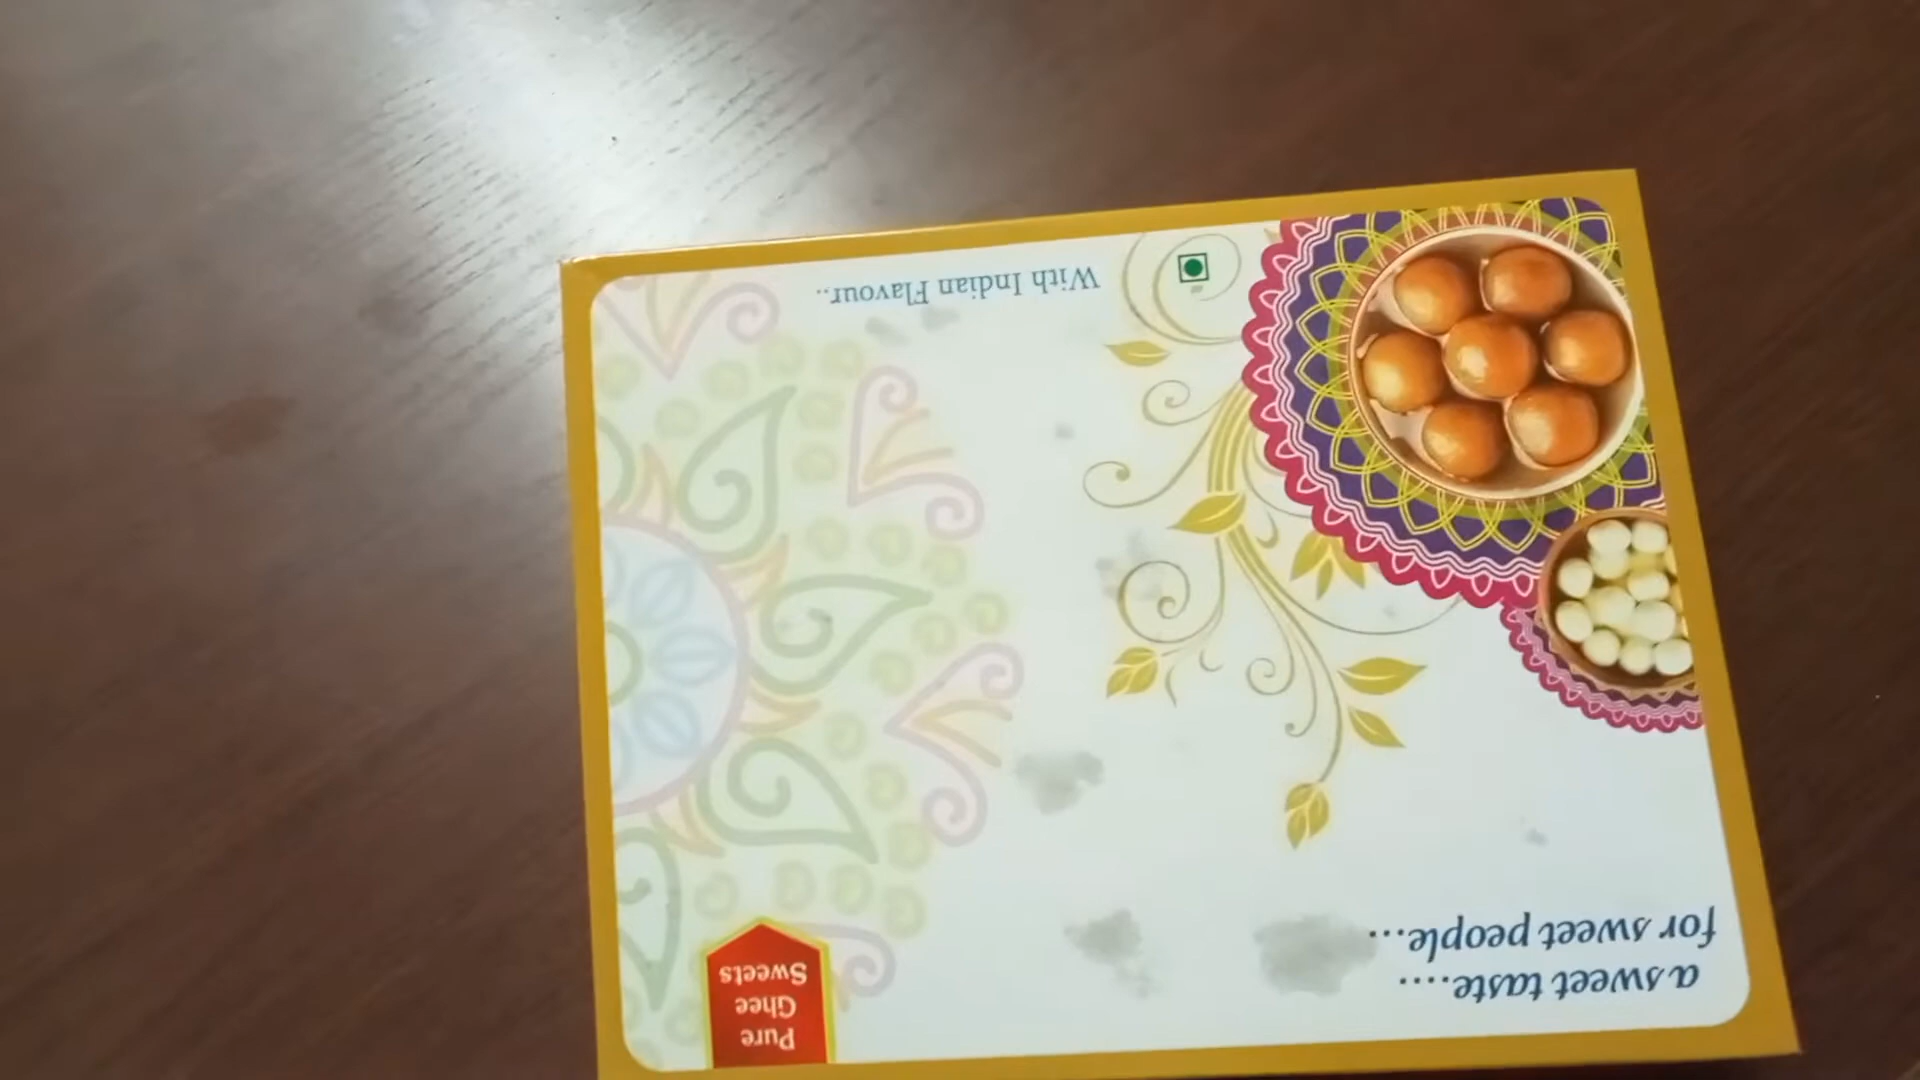 a sweet taste.....
for sweet people...
Pure
Ghee
Sweets
With Indian Flavour..